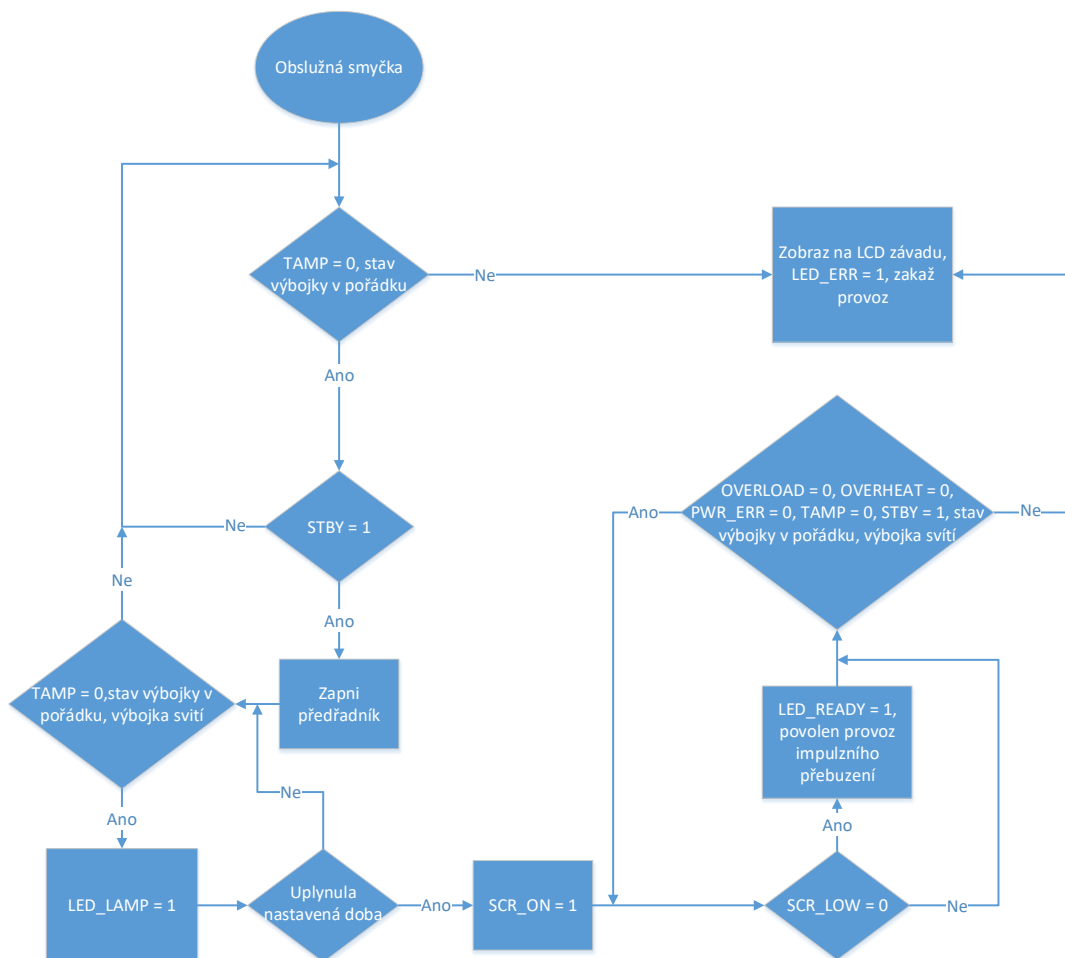 Obslužná smyčka
TAMP = 0, stav
výbojky v pořádku
Ne
Zobraz na LCD závadu,
LED_ERR = 1, zakaž
provoz
Ano
STBY = 1
Ne
Ano
OVERLOAD = 0, OVERHEAT = 0,
PWR_ERR = 0, TAMP = 0, STBY = 1, stav
výbojky v pořádku, výbojka svítí
Ano
Ne
Ne
Zapni
předřadník
TAMP = 0,stav výbojky v
pořádku, výbojka svití
Ano
LED_READY = 1,
povolen provoz
impulzního
přebuzení
Ne
Ano
LED_LAMP = 1
Uplynula
nastavená doba
Ano
SCR_ON = 1
SCR_LOW = 0
Ne